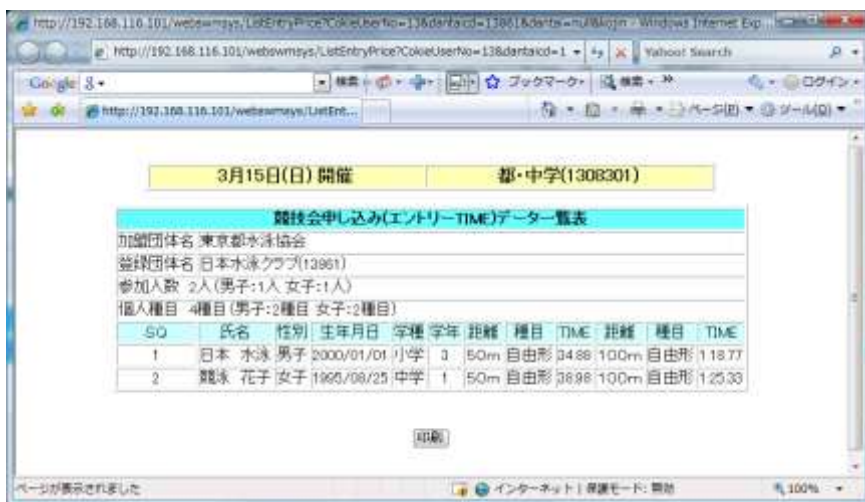 http://192.168.116.101/webswmsys/ListEntryPrice?CokieUserNo=13&dantaicd=13861&dantai=null&kojin - Windows Internet Exp...
http://192.168.116.101/webswmsys/ListEntryPrice?CokieUserNo=13&dantaicd=1
Yahoo! Search
Google
検索
ブックマーク
検索
ログイン
http://192.168.116.101/webswmsys/ListEnt...
ページ(P)
ツール(O)
3月15日(日) 開催 都・中学(1308301)
競技会申し込み(エントリーTIME)データ一覧表
加盟団体名 東京都水泳協会
登録団体名 日本水泳クラブ(13861)
参加人数 2人(男子:1人 女子:1人)
個人種目 4種目(男子:2種目 女子:2種目)
SQ 氏名 性別 生年月日 学種 学年 距離 種目 TIME 距離 種目 TIME
1 日本 水泳 男子 2000/01/01 小学 3 50m 自由形 34.88 100m 自由形 1:18.77
2 競泳 花子 女子 1995/08/25 中学 1 50m 自由形 38.98 100m 自由形 1:25.33
印刷
ページが表示されました
インターネット | 保護モード: 無効
100%